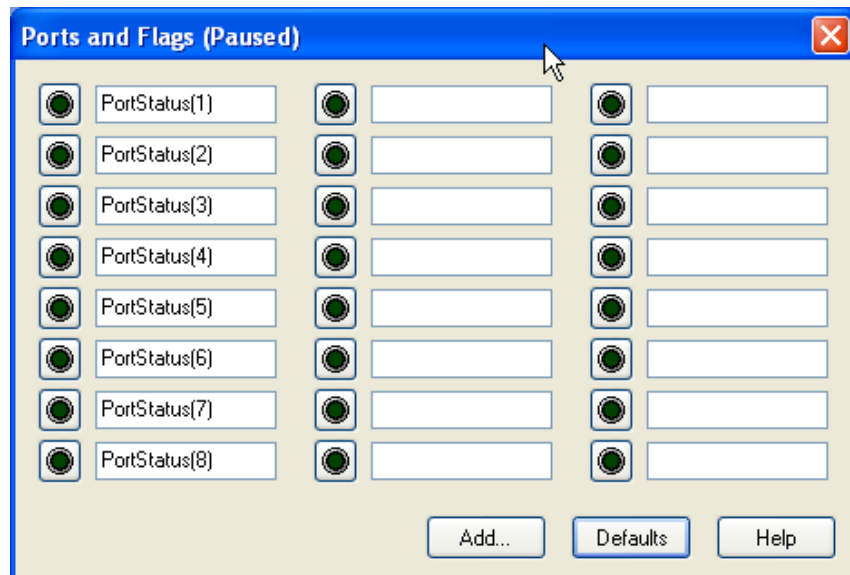 Ports and Flags (Paused)
PortStatus(1)
PortStatus(2)
PortStatus(3)
PortStatus(4)
PortStatus(5)
PortStatus(6)
PortStatus(7)
PortStatus(8)
Add...
Defaults
Help